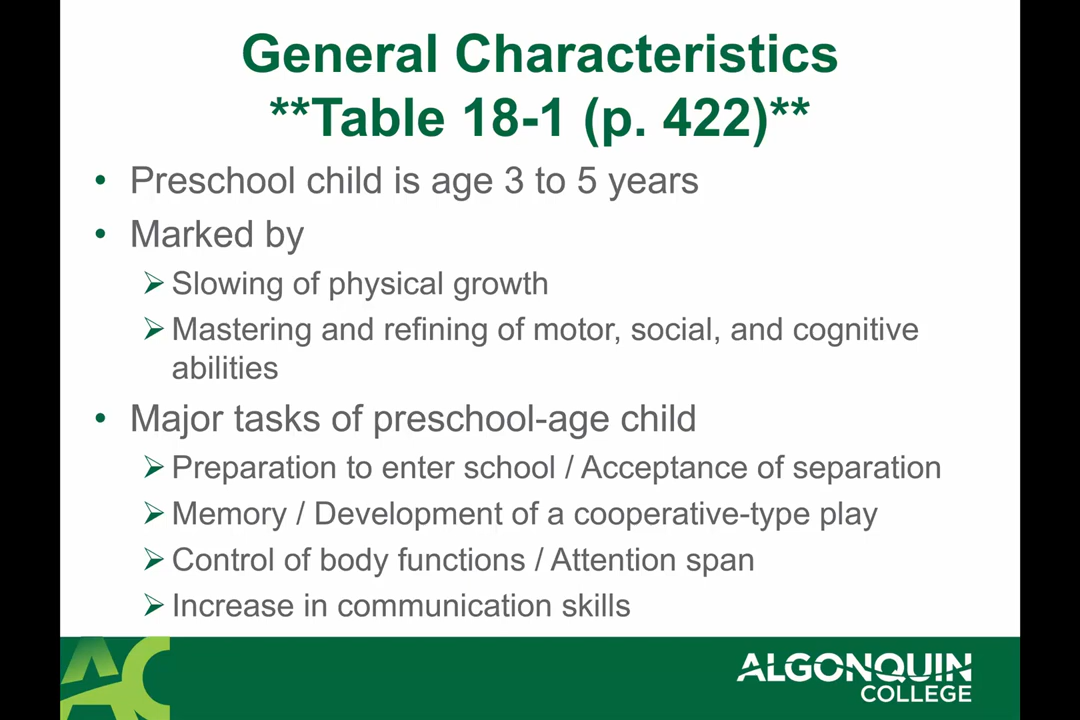 General Characteristics
**Table 18-1 (p. 422)**
• Preschool child is age 3 to 5 years
• Marked by
➢ Slowing of physical growth
➢ Mastering and refining of motor, social, and cognitive
abilities
• Major tasks of preschool-age child
➢ Preparation to enter school / Acceptance of separation
➢ Memory / Development of a cooperative-type play
➢ Control of body functions / Attention span
➢ Increase in communication skills
AC
ALGONQUIN
COLLEGE